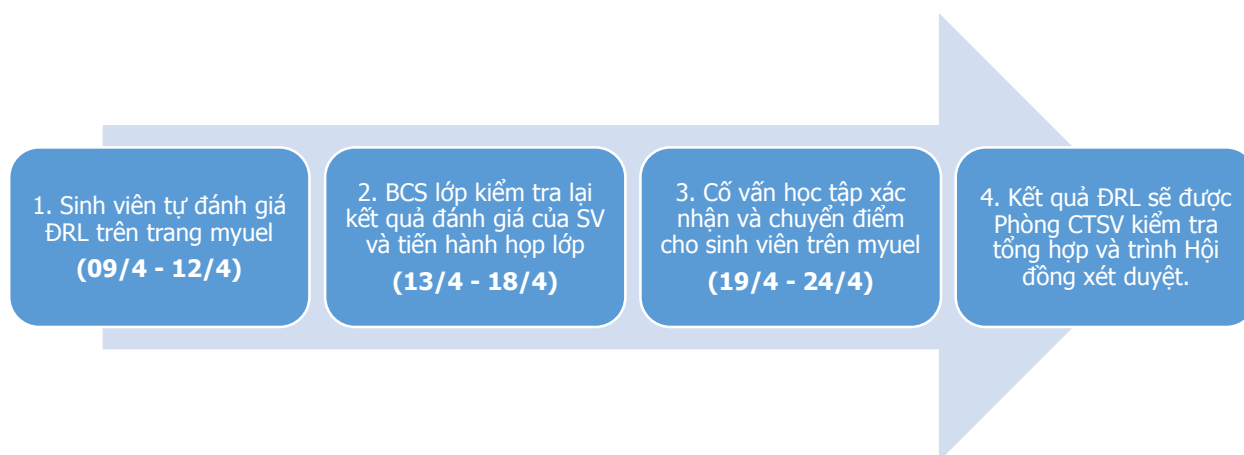 1. Sinh viên tự đánh giá
ĐRL trên trang myuel
(09/4 - 12/4)
2. BCS lớp kiểm tra lại
kết quả đánh giá của SV
và tiến hành họp lớp
(13/4 - 18/4)
3. Cố vấn học tập xác
nhận và chuyển điểm
cho sinh viên trên myuel
(19/4 - 24/4)
4. Kết quả ĐRL sẽ được
Phòng CTSV kiểm tra
tổng hợp và trình Hội
đồng xét duyệt.